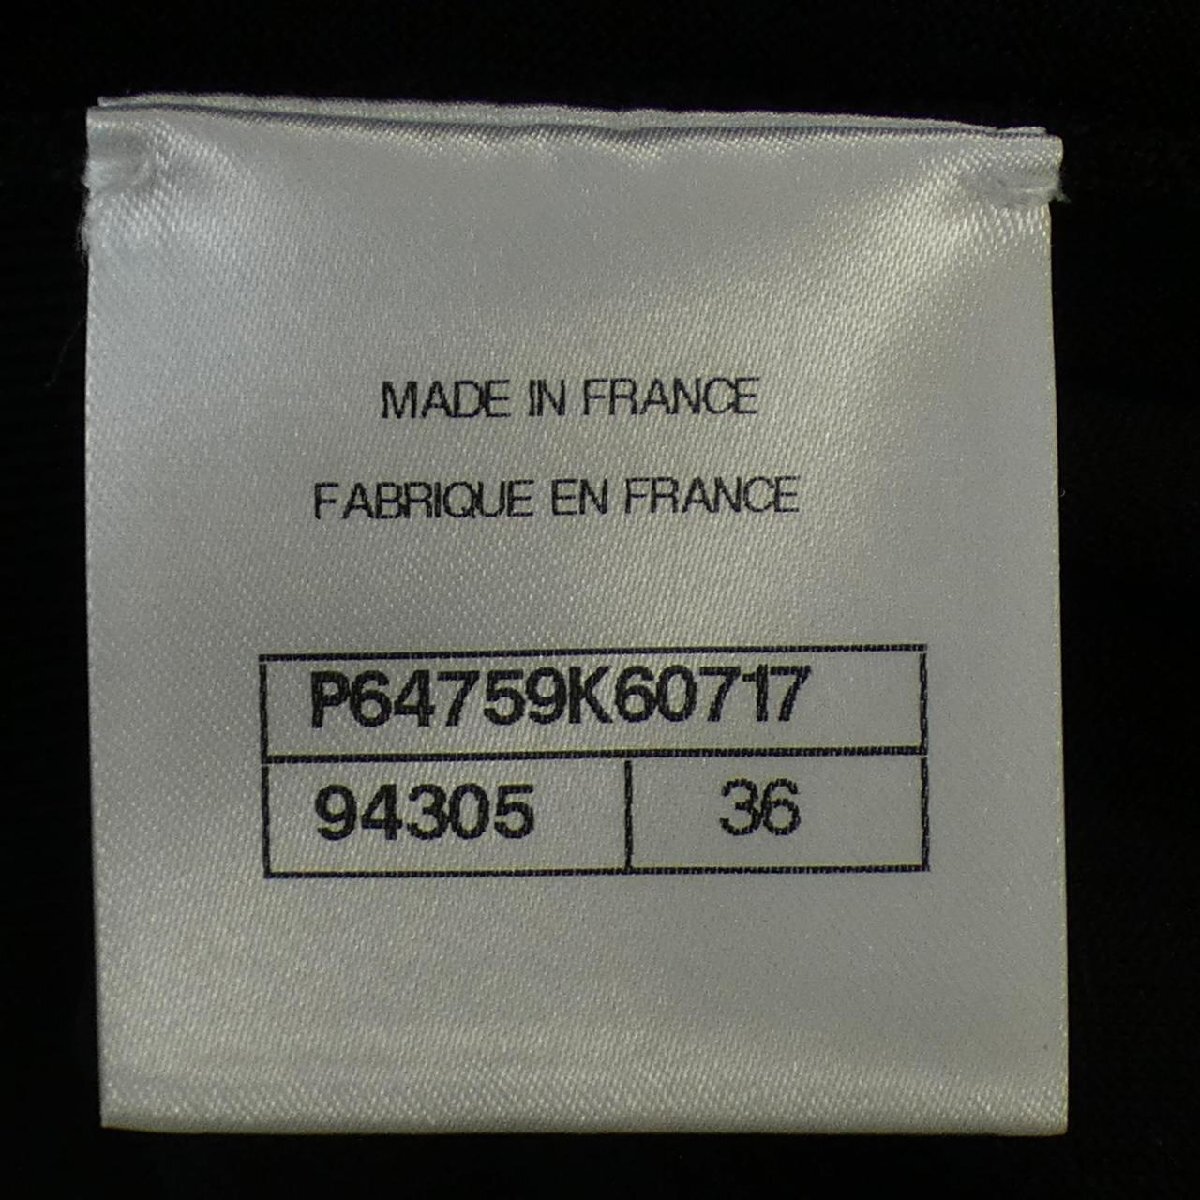 MADE IN FRANCE
FABRIQUE EN FRANCE
P64759K60717
94305 36